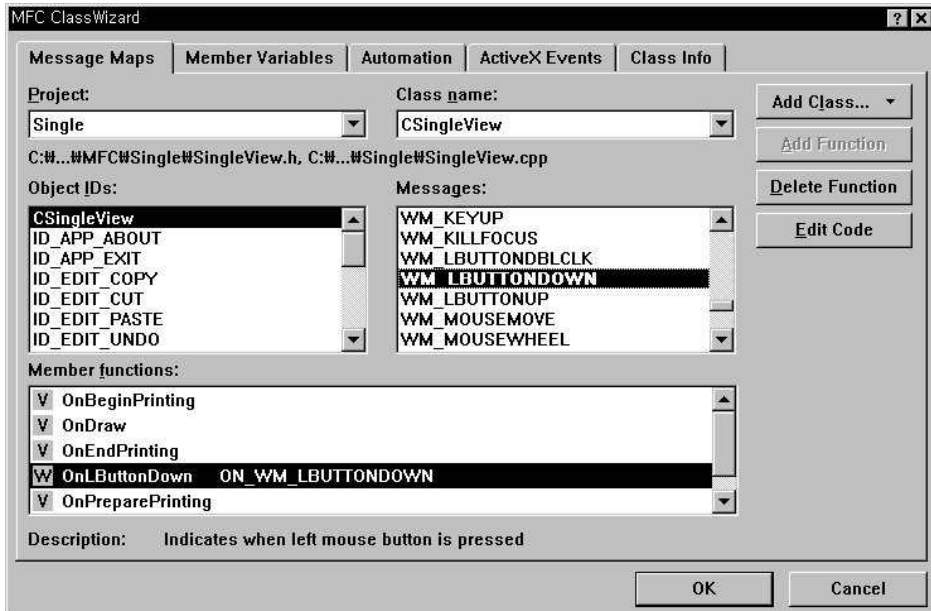 MFC ClassWizard
? X
Message Maps Member Variables Automation ActiveX Events Class Info
Project: Class name:
Single CSingleView
Add Class...
C:₩...₩MFC₩Single₩SingleView.h, C:₩...₩Single₩SingleView.cpp
Add Function
Object IDs: Messages:
Delete Function
Edit Code
CSingleView
ID_APP_ABOUT
ID_APP_EXIT
ID_EDIT_COPY
ID_EDIT_CUT
ID_EDIT_PASTE
ID_EDIT_UNDO
WM_KEYUP
WM_KILLFOCUS
WM_LBUTTONDBLCLK
WM_LBUTTONDOWN
WM_LBUTTONUP
WM_MOUSEMOVE
WM_MOUSEWHEEL
Member functions:
V OnBeginPrinting
V OnDraw
V OnEndPrinting
W OnLButtonDown ON_WM_LBUTTONDOWN
V OnPreparePrinting
Description: Indicates when left mouse button is pressed
OK Cancel